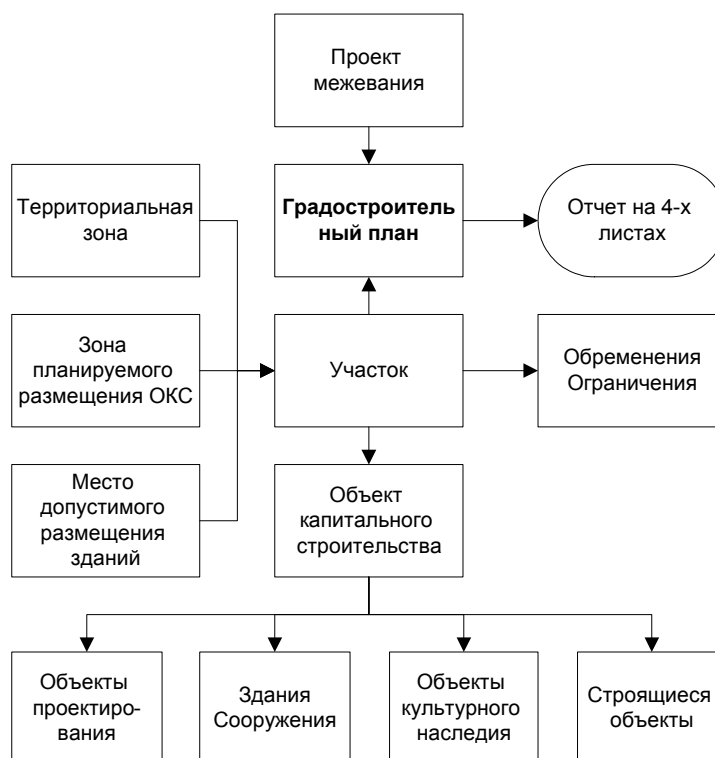 Проект
межевания
Территориальная
зона
Градостроитель
ный план
Отчет на 4-х
листах
Зона
планируемого
размещения ОКС
Участок
Обременения
Ограничения
Место
допустимого
размещения
зданий
Объект
капитального
строительства
Объекты
проектиро-
вания
Здания
Сооружения
Объекты
культурного
наследия
Строящиеся
объекты